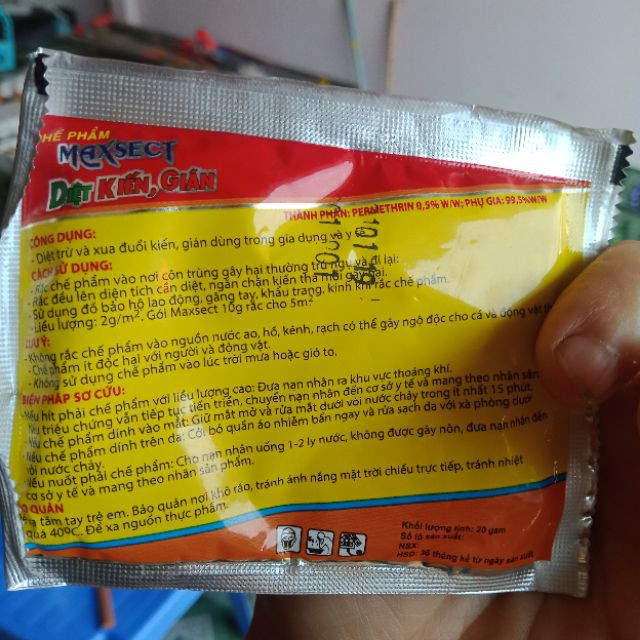 CHẾ PHẨM
MAXSECT
DIỆT KIẾN, GIÁN
THÀNH PHẦN: PERMETHRIN 0,5% W/W; PHỤ GIA: 99,5% W/W
CÔNG DỤNG:
- Diệt trừ và xua đuổi kiến, gián dùng trong gia dụng và y
CÁCH SỬ DỤNG:
- Rắc chế phẩm vào nơi côn trùng gây hại thường trú ngụ và đi lại:
- Rắc đều lên diện tích cần diệt, ngăn chặn kiến tha mồi gây hại.
- Sử dụng đồ bảo hộ lao động, găng tay, khẩu trang, kính khi rắc chế phẩm.
- Liều lượng: 2g/m². Gói Maxsect 10g rắc cho 5m²
LƯU Ý:
- Không rắc chế phẩm vào nguồn nước ao, hồ, kênh, rạch có thể gây ngộ độc cho cá và động vật
- Chế phẩm ít độc hại với người và động vật.
- Không sử dụng chế phẩm vào lúc trời mưa hoặc gió to.
BIỆN PHÁP SƠ CỨU:
- Nếu hít phải chế phẩm với liều lượng cao: Đưa nạn nhân ra khu vực thoáng khí.
- Nếu triệu chứng vẫn tiếp tục tiến triển, chuyển nạn nhân đến cơ sở y tế và mang theo nhãn sản
- Nếu chế phẩm dính vào mắt: Giữ mắt mở và rửa mắt dưới vòi nước chảy trong ít nhất 15 phút.
- Nếu chế phẩm dính trên da: Cởi bỏ quần áo nhiễm bẩn ngay và rửa sạch da với xà phòng dưới
vòi nước chảy.
- Nếu nuốt phải chế phẩm: Cho nạn nhân uống 1-2 ly nước, không được gây nôn, đưa nạn nhân đến
cơ sở y tế và mang theo nhãn sản phẩm.
QUẢN
tầm tay trẻ em. Bảo quản nơi khô ráo, tránh ánh nắng mặt trời chiếu trực tiếp, tránh nhiệt
quá 40ºC. Để xa nguồn thực phẩm.
Khối lượng tịnh: 20 gam
Số lô sản xuất:
NSX:
HSD: 36 tháng kể từ ngày sản xuất